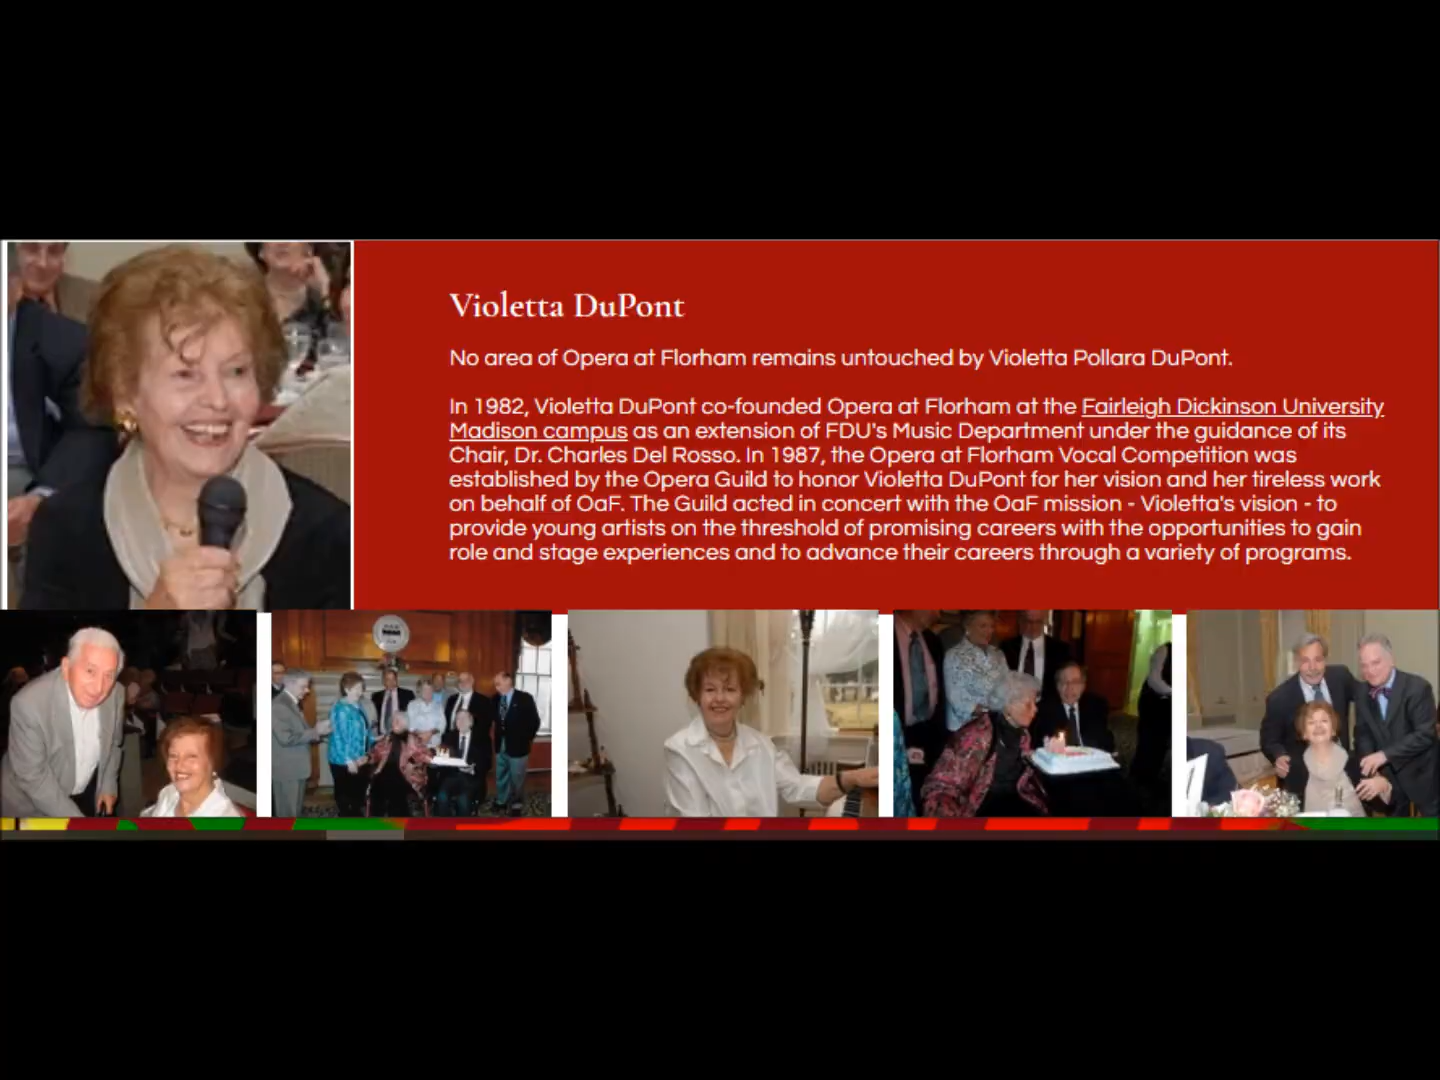 Violetta DuPont
No area of Opera at Florham remains untouched by Violetta Pollara DuPont.
In 1982, Violetta DuPont co-founded Opera at Florham at the Fairleigh Dickinson University
Madison campus as an extension of FDU's Music Department under the guidance of its
Chair, Dr. Charles Del Rosso. In 1987, the Opera at Florham Vocal Competition was
established by the Opera Guild to honor Violetta DuPont for her vision and her tireless work
on behalf of OaF. The Guild acted in concert with the OaF mission - Violetta's vision - to
provide young artists on the threshold of promising careers with the opportunities to gain
role and stage experiences and to advance their careers through a variety of programs.